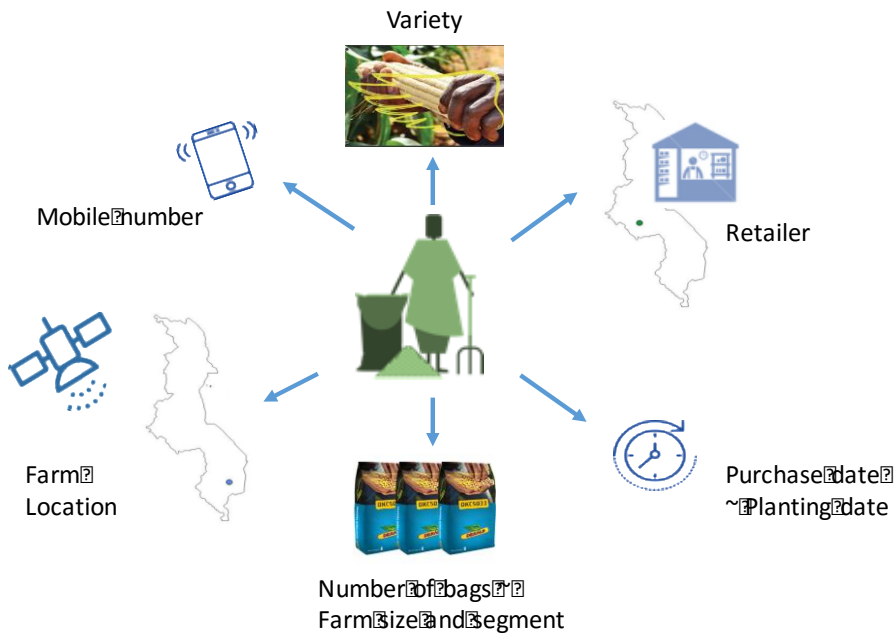 Variety
Mobile⍰number
Retailer
Farm⍰
Location
Purchase⍰date⍰
~⍰Planting⍰date
Number⍰of⍰bags⍰~⍰
Farm⍰size⍰and⍰segment